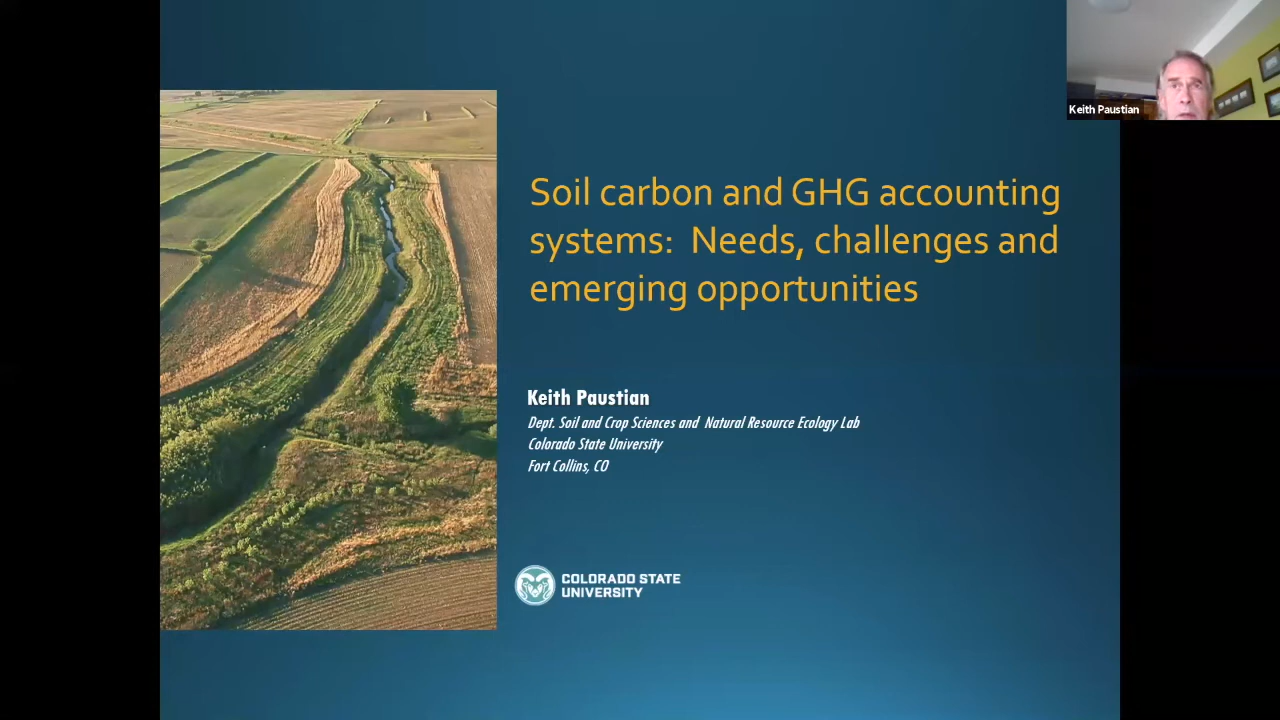 Keith Paustian
Soil carbon and GHG accounting
systems: Needs, challenges and
emerging opportunities
Keith Paustian
Dept. Soil and Crop Sciences and Natural Resource Ecology Lab
Colorado State University
Fort Collins, CO
COLORADO STATE
UNIVERSITY